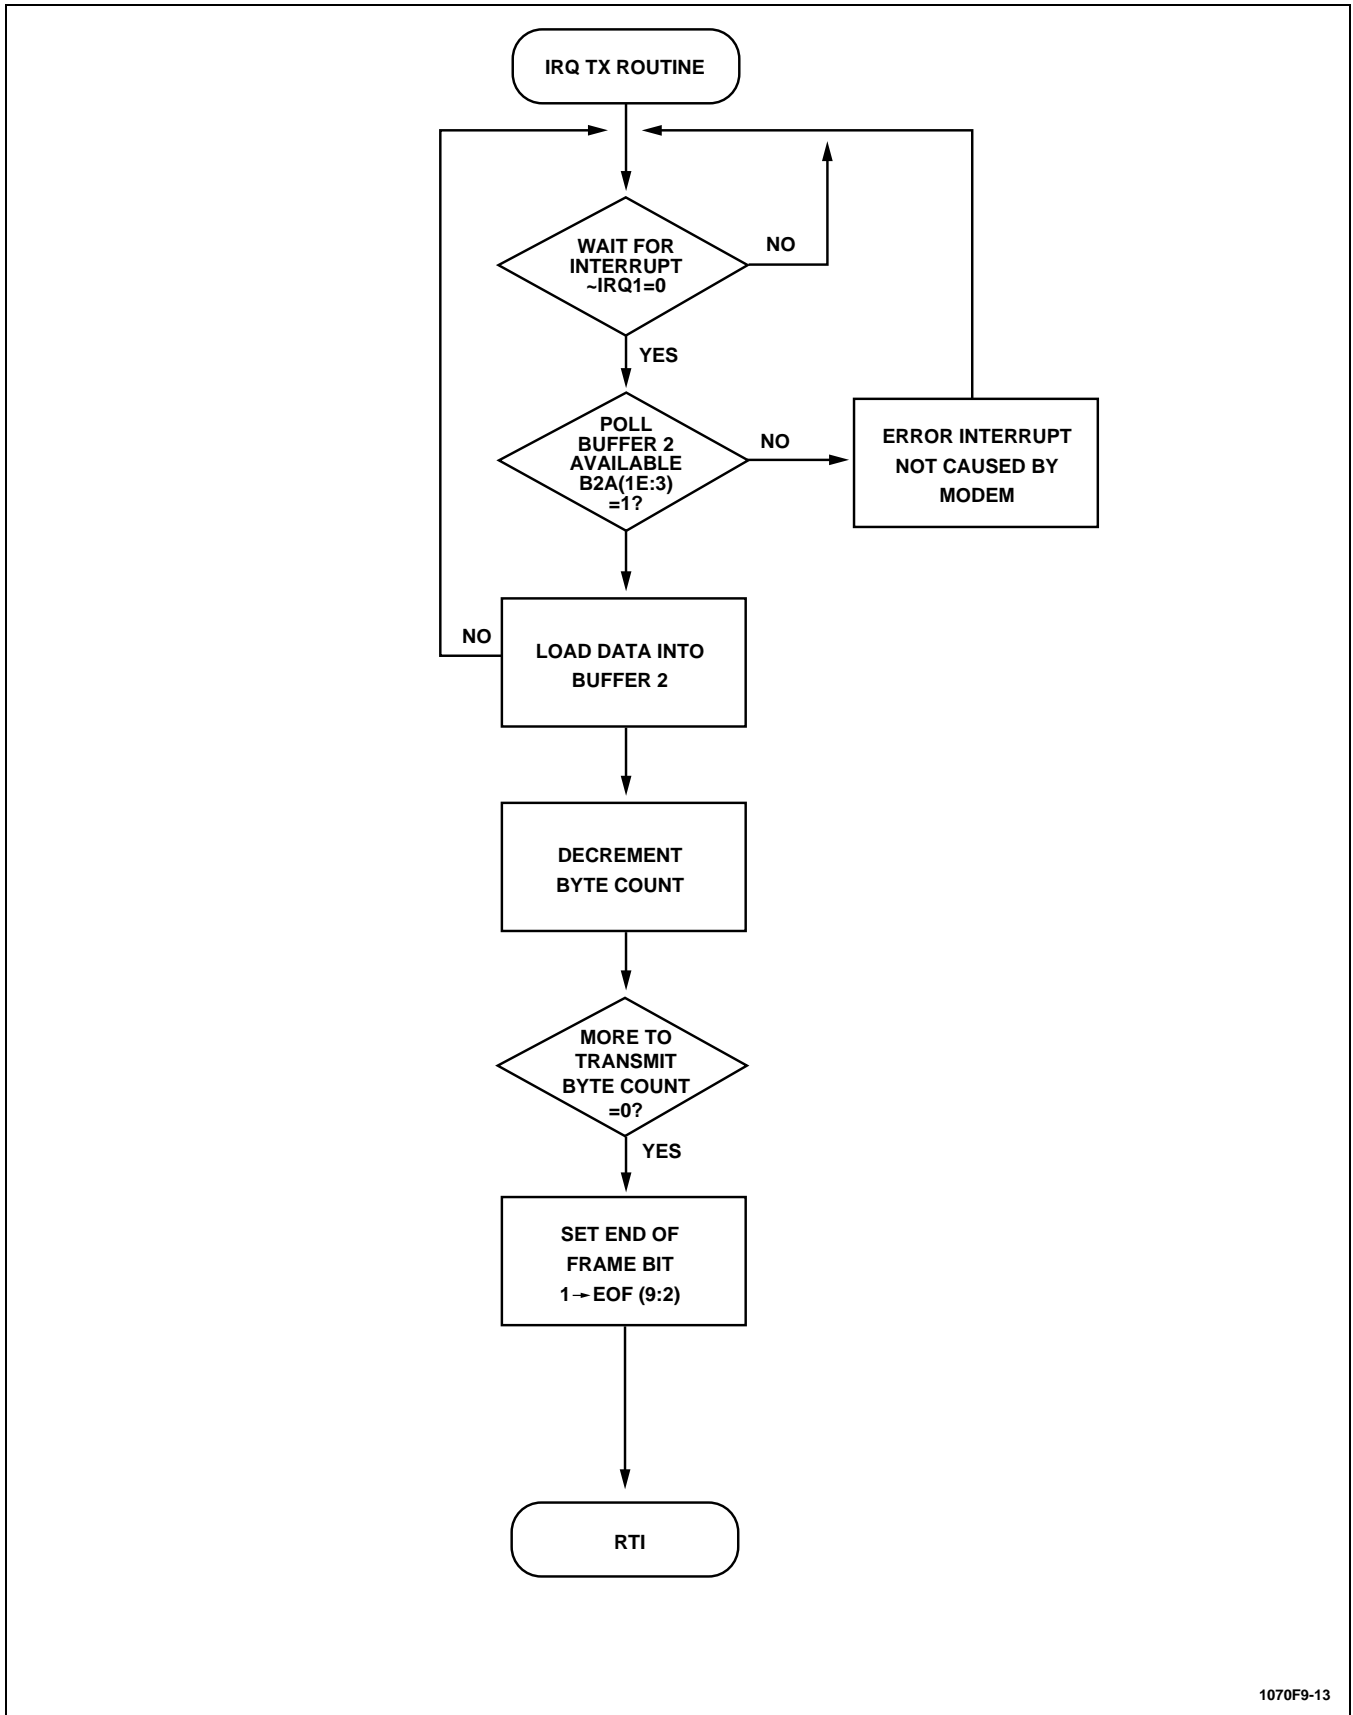 IRQ TX ROUTINE
WAIT FOR
INTERRUPT
~IRQ1=0
NO
YES
POLL
BUFFER 2
AVAILABLE
B2A(1E:3)
=1?
NO
ERROR INTERRUPT
NOT CAUSED BY
MODEM
NO
LOAD DATA INTO
BUFFER 2
DECREMENT
BYTE COUNT
MORE TO
TRANSMIT
BYTE COUNT
=0?
YES
SET END OF
FRAME BIT
1→EOF (9:2)
RTI
1070F9-13